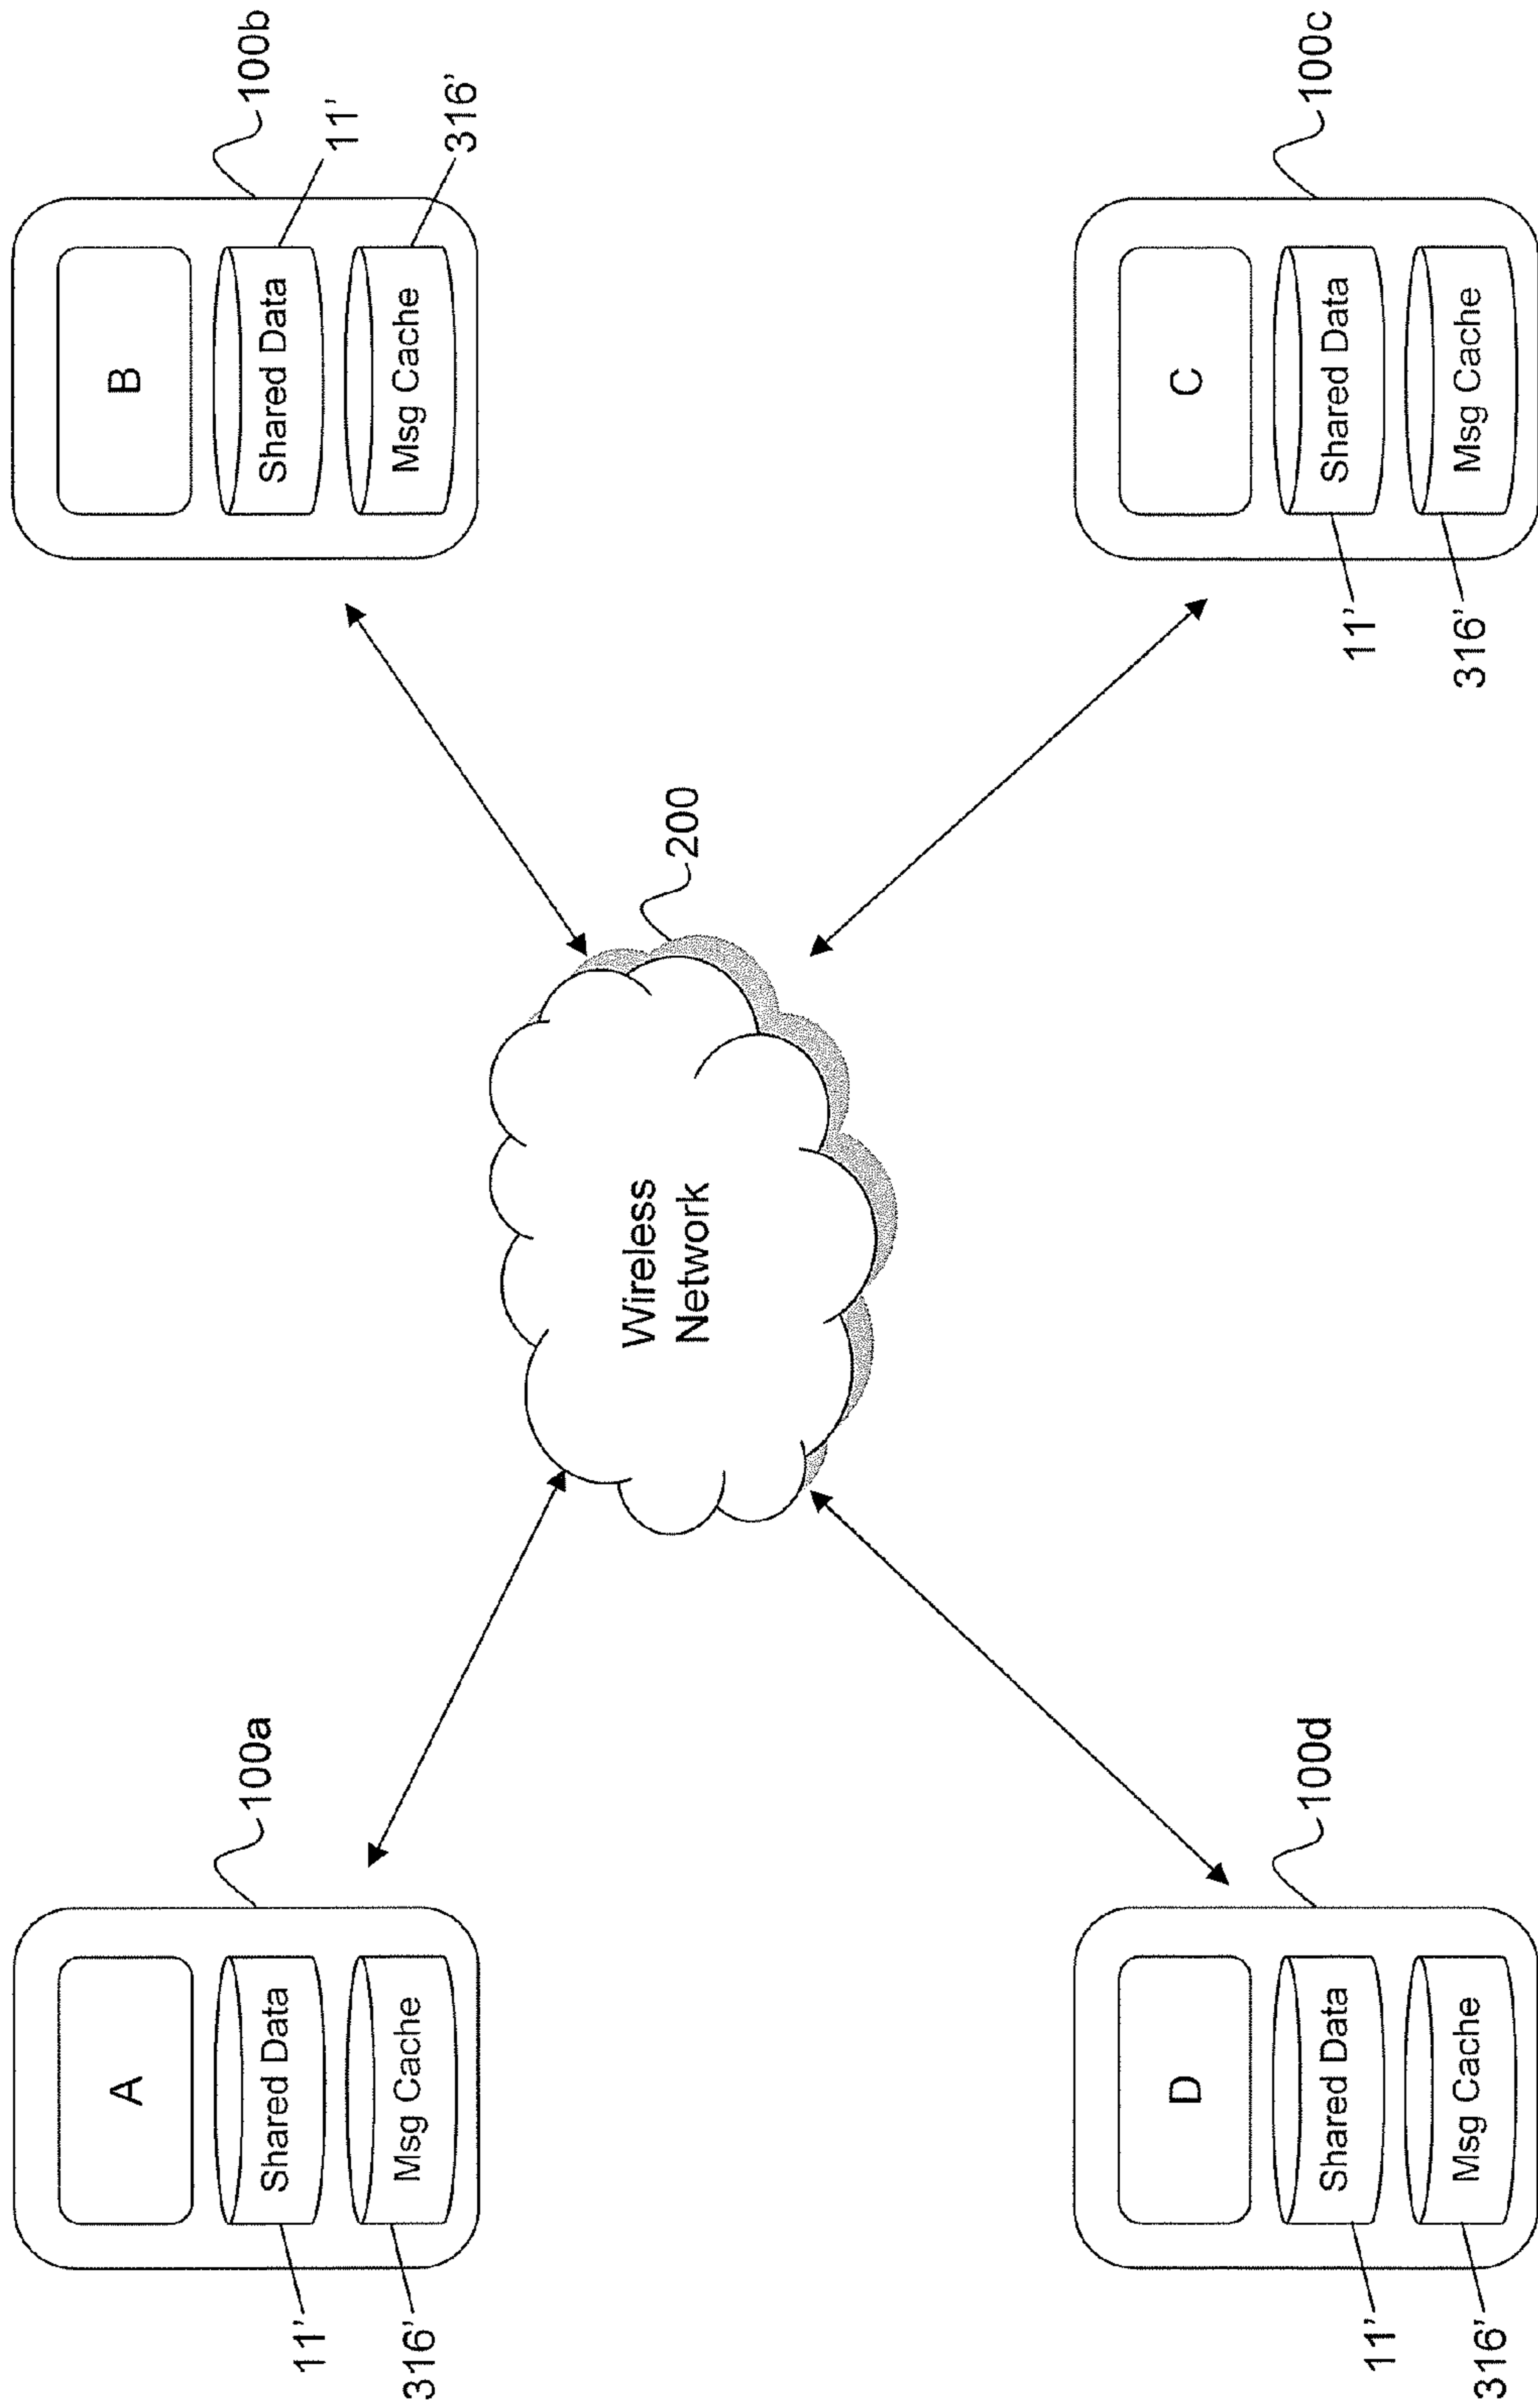 100a
A
Shared Data
Msg Cache
11'
316'
100b
B
Shared Data
Msg Cache
11'
316'
Wireless
Network
200
100d
D
Shared Data
Msg Cache
11'
316'
100c
C
Shared Data
Msg Cache
11'
316'